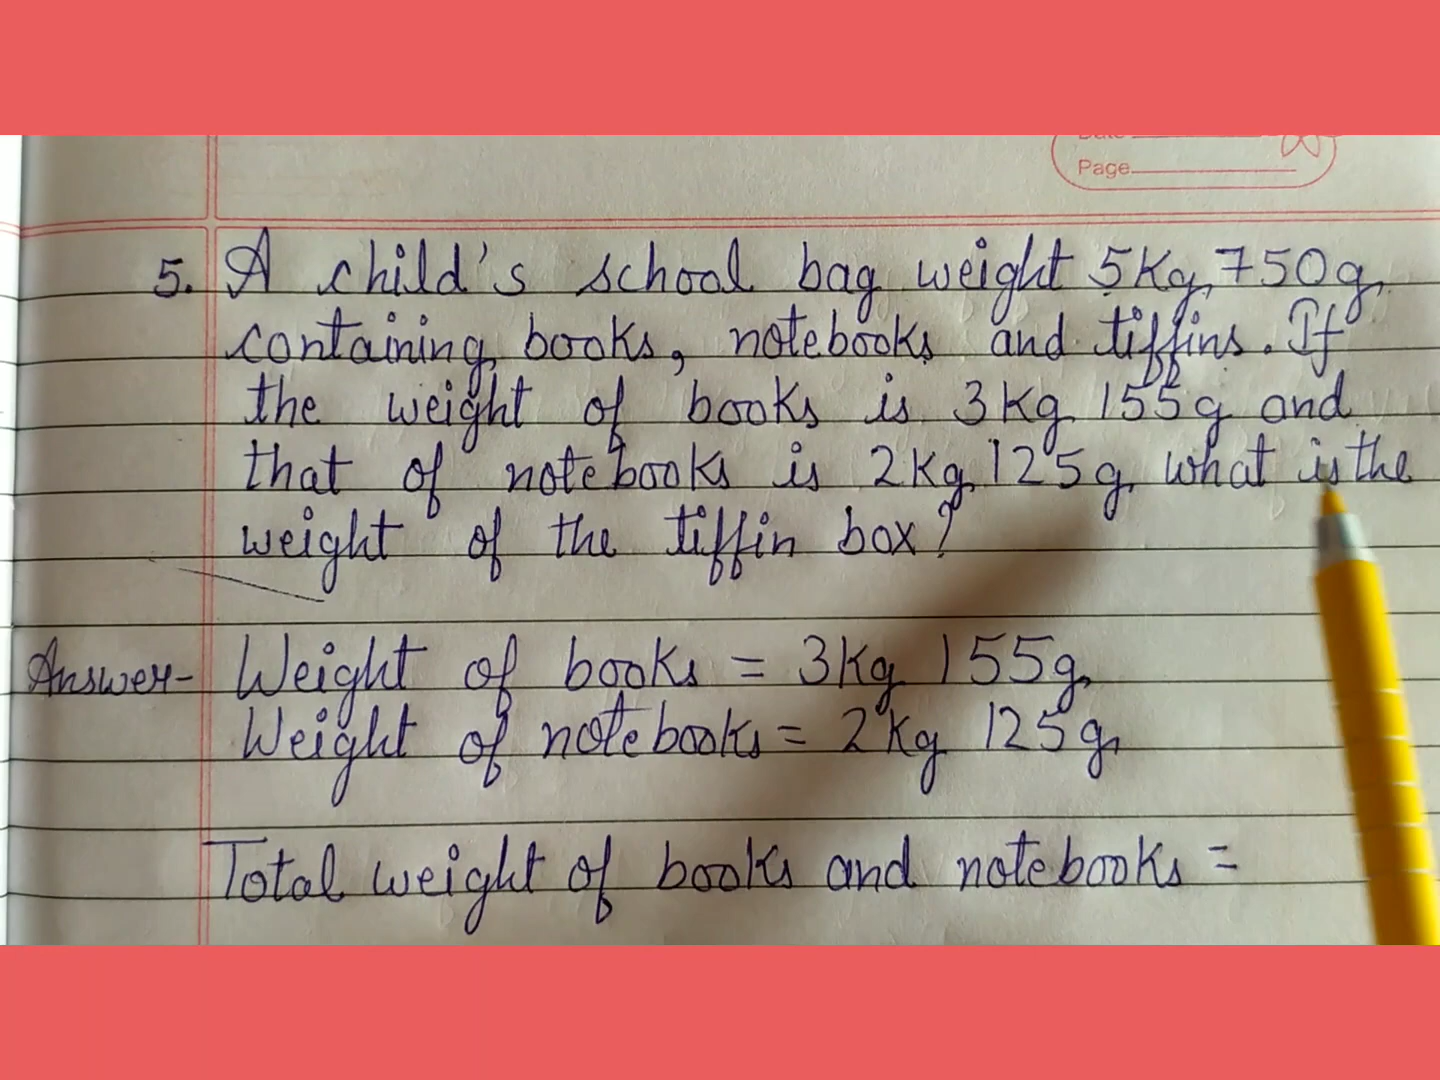 Page
5. A child's school bag weight 5Kg 750g
containing books, notebooks and tiffins. If
the weight of books is 3Kg 155g and
that of notebooks is 2Kg 125g what is the
weight of the tiffin box?
Answer- Weight of books = 3Kg 155g
Weight of notebooks = 2Kg 125g
Total weight of books and notebooks =